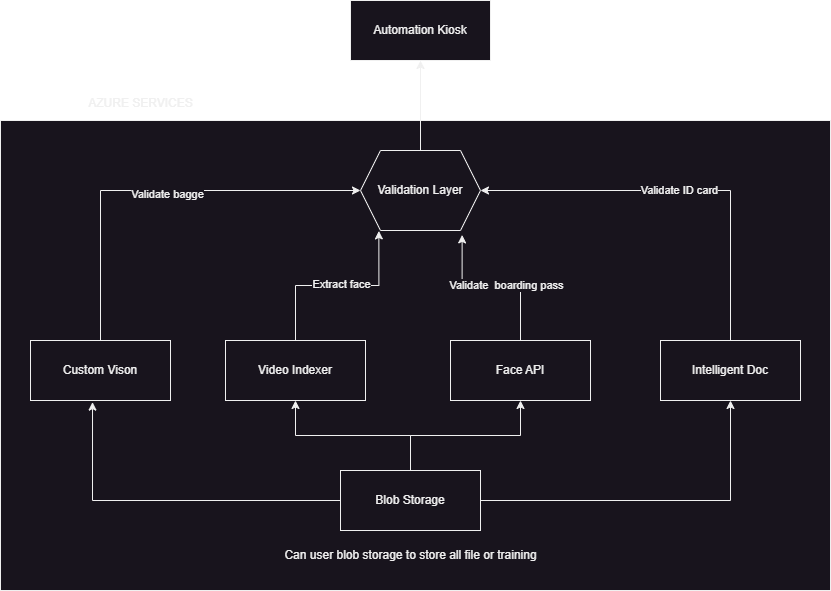 Automation Kiosk
AZURE SERVICES
Validation Layer
Validate bagge
Validate ID card
Extract face
Validate boarding pass
Custom Vison
Video Indexer
Face API
Intelligent Doc
Blob Storage
Can user blob storage to store all file or training